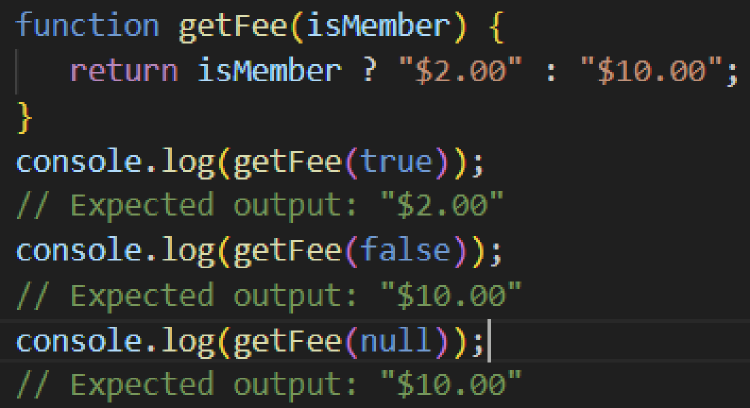 function getFee(isMember) {
   return isMember ? "$2.00" : "$10.00";
}
console.log(getFee(true));
// Expected output: "$2.00"
console.log(getFee(false));
// Expected output: "$10.00"
console.log(getFee(null));
// Expected output: "$10.00"